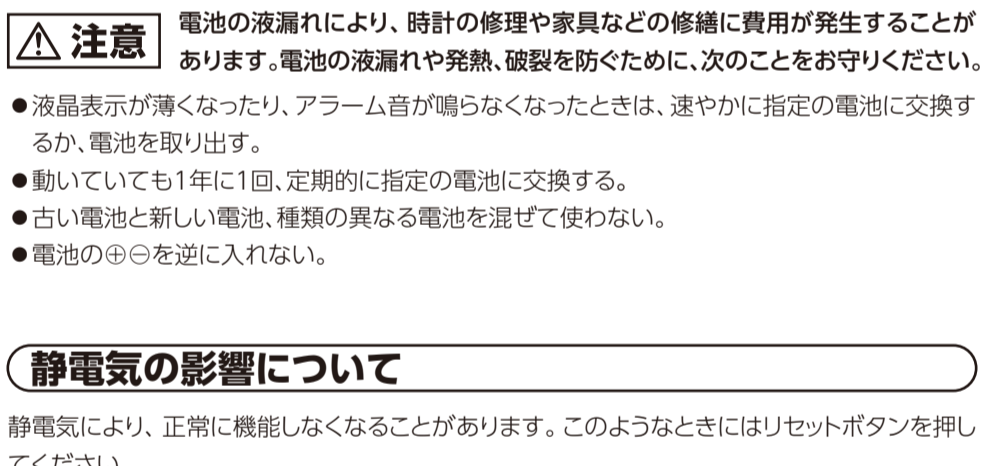 ⚠ 注意
電池の液漏れにより、時計の修理や家具などの修繕に費用が発生することが
あります。電池の液漏れや発熱、破裂を防ぐために、次のことをお守りください。
●液晶表示が薄くなったり、アラーム音が鳴らなくなったときは、速やかに指定の電池に交換す
るか、電池を取り出す。
●動いていても1年に1回、定期的に指定の電池に交換する。
●古い電池と新しい電池、種類の異なる電池を混ぜて使わない。
●電池の⊕⊖を逆に入れない。
静電気の影響について
静電気により、正常に機能しなくなることがあります。このようなときにはリセットボタンを押し
てください